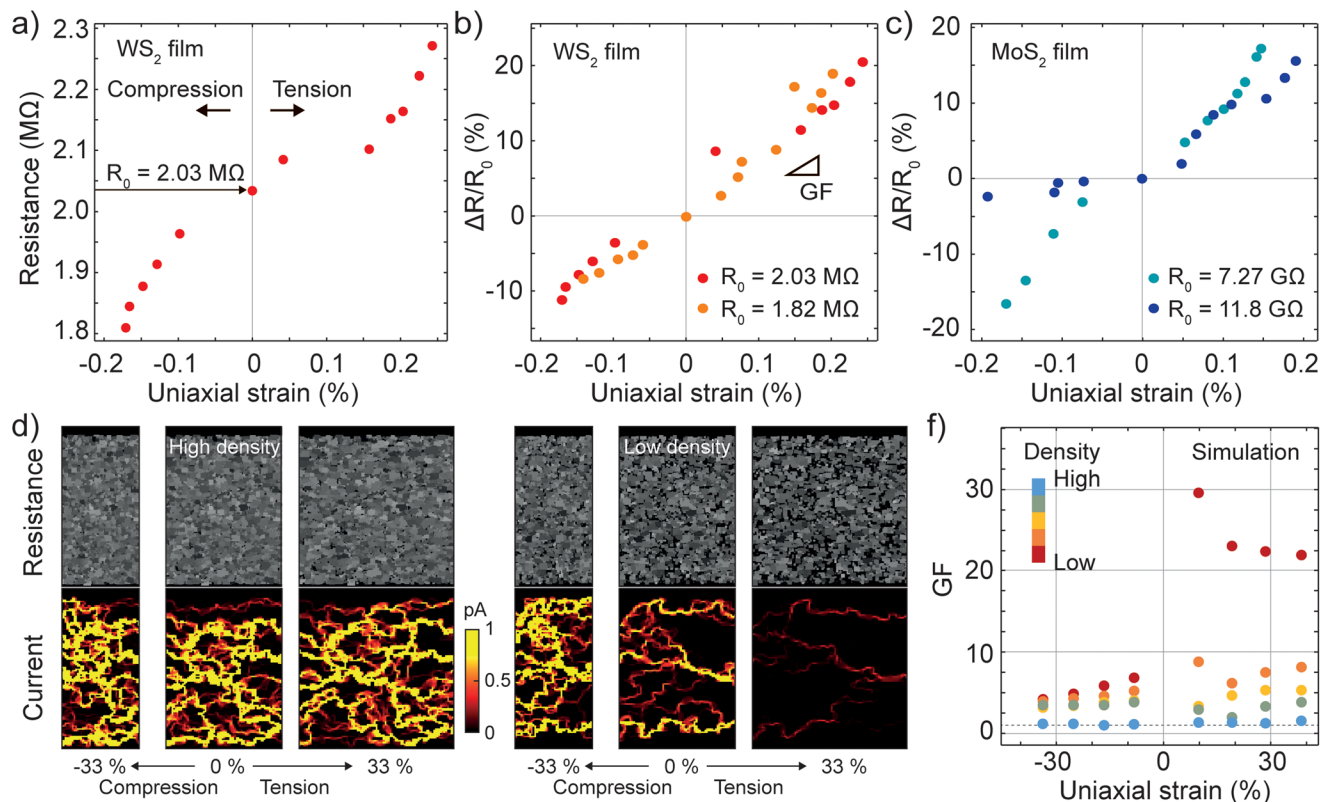 a)
WS₂ film
Compression
Tension
R₀ = 2.03 MΩ
Resistance (MΩ)
2.3
2.2
2.1
2.0
1.9
1.8
-0.2
-0.1
0
0.1
0.2
Uniaxial strain (%)
b)
WS₂ film
GF
R₀ = 2.03 MΩ
R₀ = 1.82 MΩ
ΔR/R₀ (%)
20
10
0
-10
-0.2
-0.1
0
0.1
0.2
Uniaxial strain (%)
c)
MoS₂ film
R₀ = 7.27 GΩ
R₀ = 11.8 GΩ
ΔR/R₀ (%)
20
10
0
-10
-20
-0.2
-0.1
0
0.1
0.2
Uniaxial strain (%)
d)
High density
Low density
Resistance
Current
pA
1
0.5
0
-33 %
0 %
33 %
Compression
Tension
-33 %
0 %
33 %
Compression
Tension
f)
Density
High
Low
Simulation
GF
30
20
10
0
-30
0
30
Uniaxial strain (%)